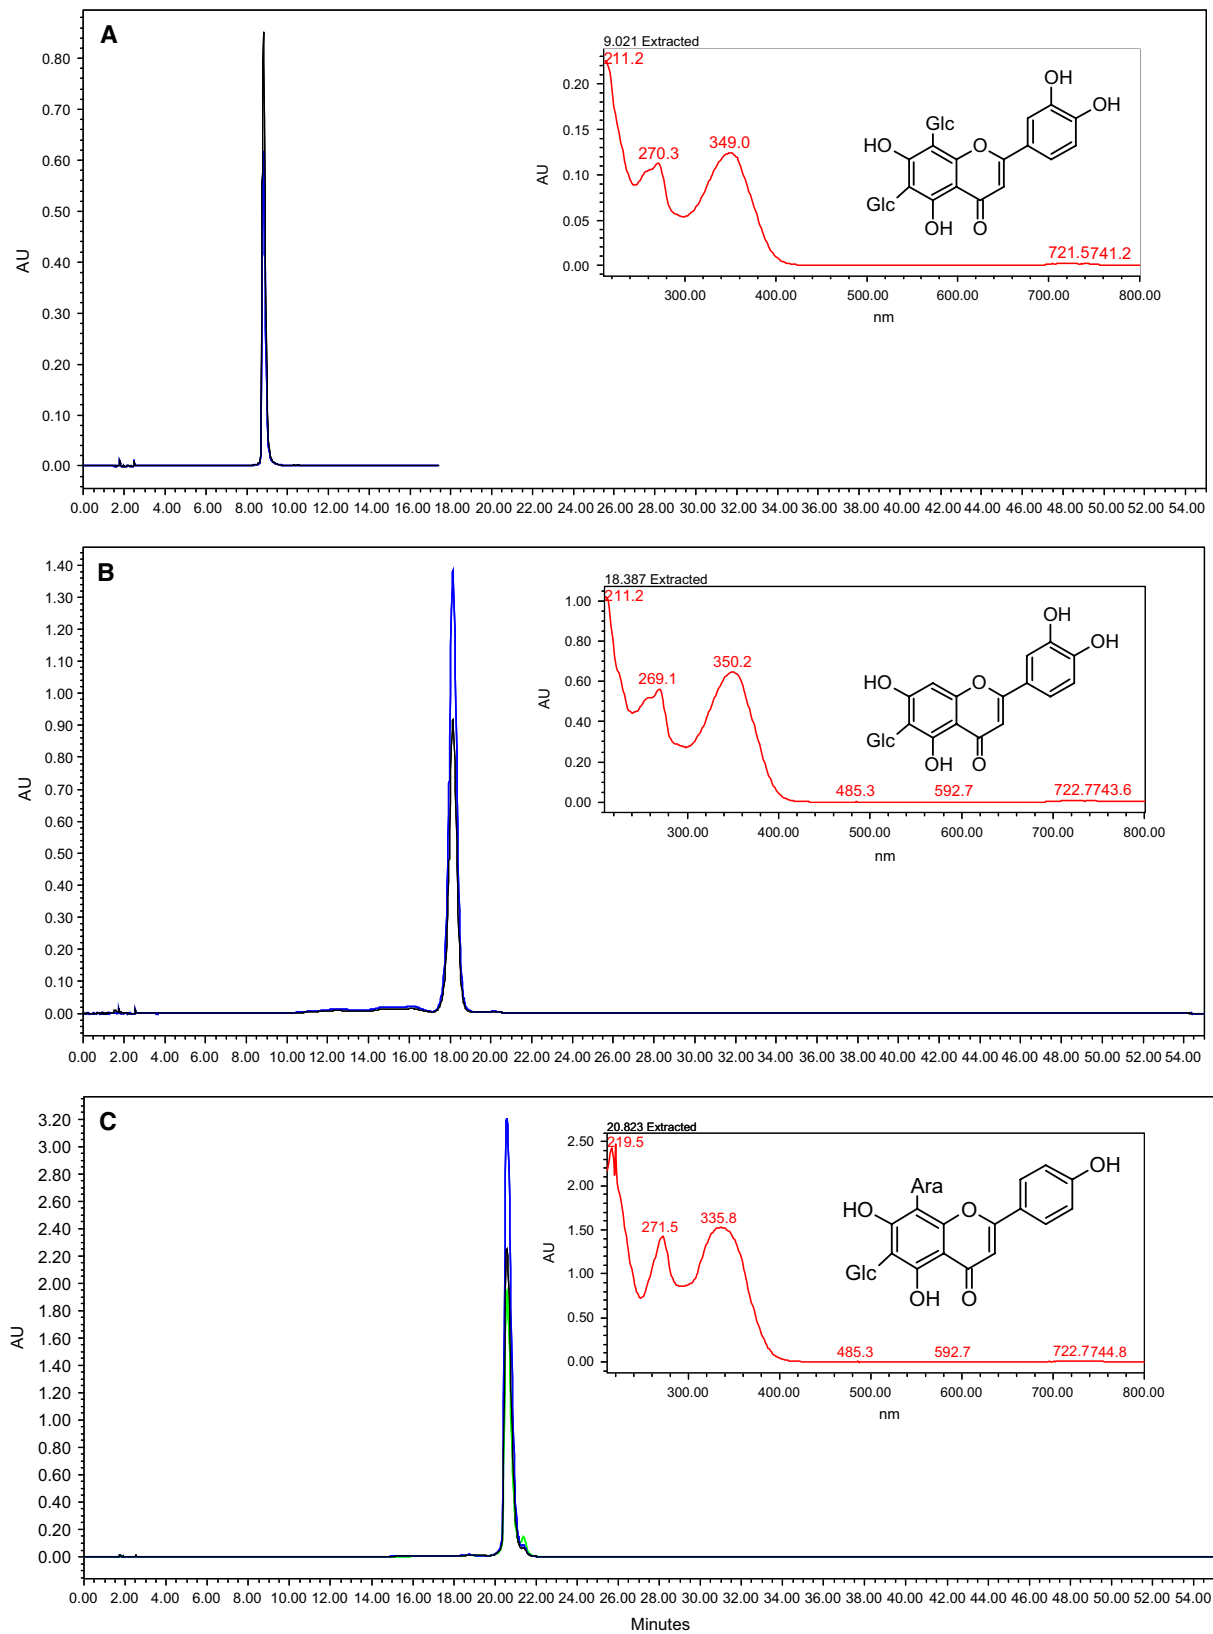 A
9.021 Extracted
211.2
270.3
349.0
721.5741.2
0.20
0.15
0.10
0.05
0.00
AU
300.00 400.00 500.00 600.00 700.00 800.00
nm
OH
OH
Glc
HO
O
Glc
OH
O
0.80
0.70
0.60
0.50
0.40
0.30
0.20
0.10
0.00
AU
0.00 2.00 4.00 6.00 8.00 10.00 12.00 14.00 16.00 18.00 20.00 22.00 24.00 26.00 28.00 30.00 32.00 34.00 36.00 38.00 40.00 42.00 44.00 46.00 48.00 50.00 52.00 54.00
B
18.387 Extracted
211.2
269.1
350.2
485.3
592.7
722.7743.6
1.00
0.80
0.60
0.40
0.20
0.00
AU
300.00 400.00 500.00 600.00 700.00 800.00
nm
OH
OH
HO
O
Glc
OH
O
1.40
1.30
1.20
1.10
1.00
0.90
0.80
0.70
0.60
0.50
0.40
0.30
0.20
0.10
0.00
AU
0.00 2.00 4.00 6.00 8.00 10.00 12.00 14.00 16.00 18.00 20.00 22.00 24.00 26.00 28.00 30.00 32.00 34.00 36.00 38.00 40.00 42.00 44.00 46.00 48.00 50.00 52.00 54.00
C
20.823 Extracted
219.5
271.5
335.8
485.3
592.7
722.7744.8
2.50
2.00
1.50
1.00
0.50
0.00
AU
300.00 400.00 500.00 600.00 700.00 800.00
nm
OH
Ara
HO
O
Glc
OH
O
3.20
3.00
2.80
2.60
2.40
2.20
2.00
1.80
1.60
1.40
1.20
1.00
0.80
0.60
0.40
0.20
0.00
AU
0.00 2.00 4.00 6.00 8.00 10.00 12.00 14.00 16.00 18.00 20.00 22.00 24.00 26.00 28.00 30.00 32.00 34.00 36.00 38.00 40.00 42.00 44.00 46.00 48.00 50.00 52.00 54.00
Minutes